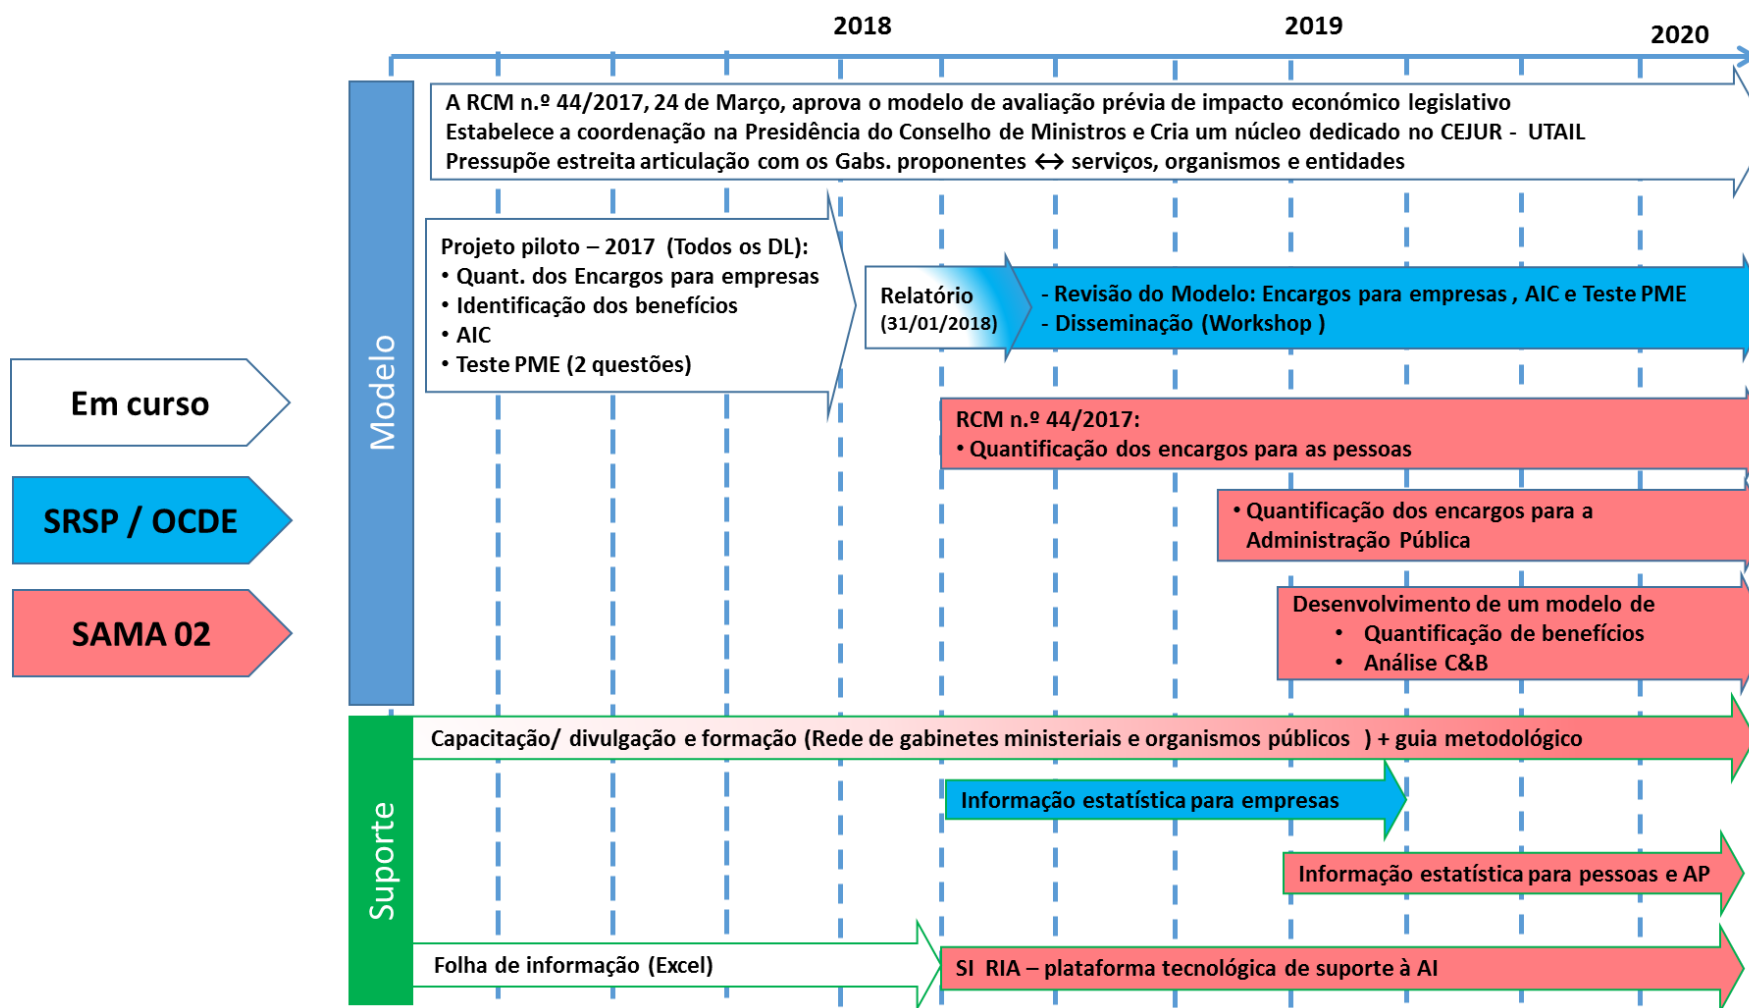 2018
2019
2020
A RCM n.º 44/2017, 24 de Março, aprova o modelo de avaliação prévia de impacto económico legislativo
Estabelece a coordenação na Presidência do Conselho de Ministros e Cria um núcleo dedicado no CEJUR - UTAIL
Pressupõe estreita articulação com os Gabs. proponentes ↔ serviços, organismos e entidades
Modelo
Projeto piloto – 2017 (Todos os DL):
• Quant. dos Encargos para empresas
• Identificação dos benefícios
• AIC
• Teste PME (2 questões)
Relatório
(31/01/2018)
- Revisão do Modelo: Encargos para empresas , AIC e Teste PME
- Disseminação (Workshop )
Em curso
SRSP / OCDE
SAMA 02
RCM n.º 44/2017:
• Quantificação dos encargos para as pessoas
• Quantificação dos encargos para a
Administração Pública
Desenvolvimento de um modelo de
• Quantificação de benefícios
• Análise C&B
Suporte
Capacitação/ divulgação e formação (Rede de gabinetes ministeriais e organismos públicos ) + guia metodológico
Informação estatística para empresas
Informação estatística para pessoas e AP
Folha de informação (Excel)
SI RIA – plataforma tecnológica de suporte à AI